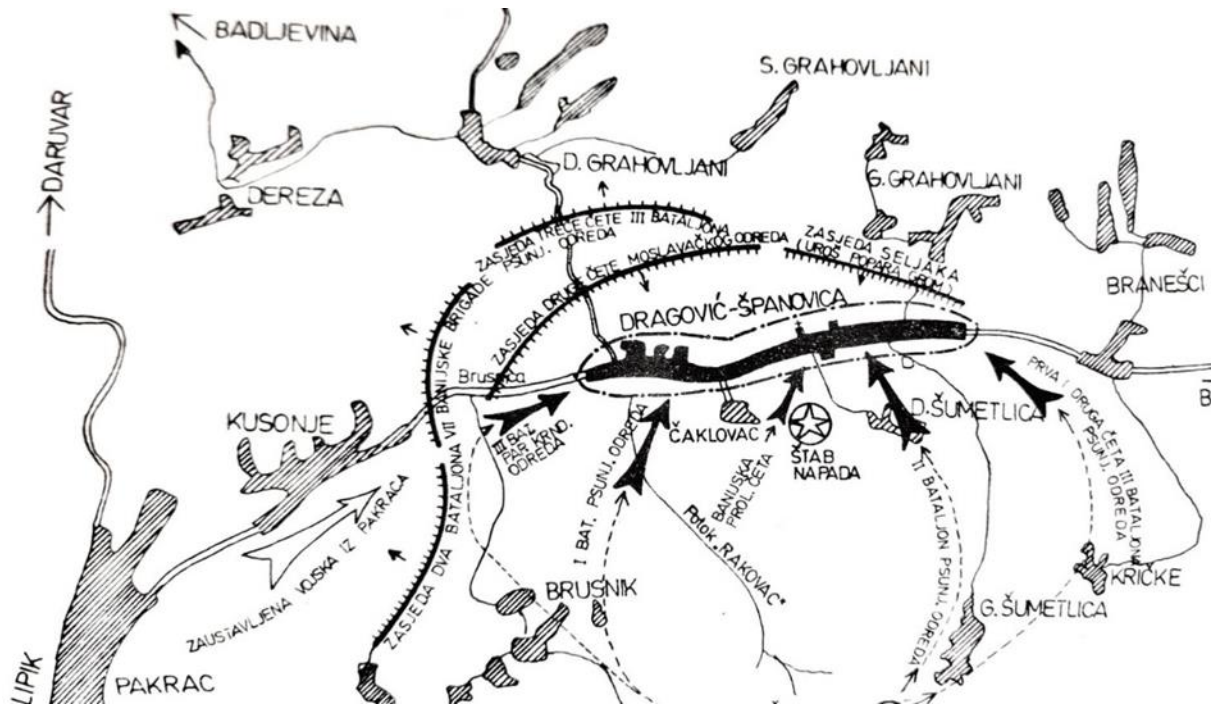 BADLJEVINA
S. GRAHOVLJANI
DARUVAR
D. GRAHOVLJANI
G. GRAHOVLJANI
DEREZA
ZASJEDA TREĆE ČETE III BATALJONA
PSUNJ. ODREDA
ZASJEDA DRUGE ČETE MOSLAVAČKOG ODREDA
ZASJEDA SELJAKA
(UROŠ POPARA
BRANEŠCI
DRAGOVIĆ-ŠPANOVICA
Brusnica
KUSONJE
III BAT.
PAR. KRND.
ODREDA
ČAKLOVAC
D. ŠUMETLICA
PRVA I DRUGA ČETA III BATALJONA
PSUNJ. ODREDA
B
ŠTAB
NAPADA
BANIJSKA
PROL. ČETA
I BAT. PSUNJ. ODREDA
II BATALJON PSUNJ. ODREDA
ZASJEDA DVA BATALJONA VII BANIJSKE BRIGADE
Potok „RAKOVAC"
ZAUSTAVLJENA VOJSKA IZ PAKRACA
BRUSNIK
KRIČKE
G. ŠUMETLICA
LIPIK
PAKRAC